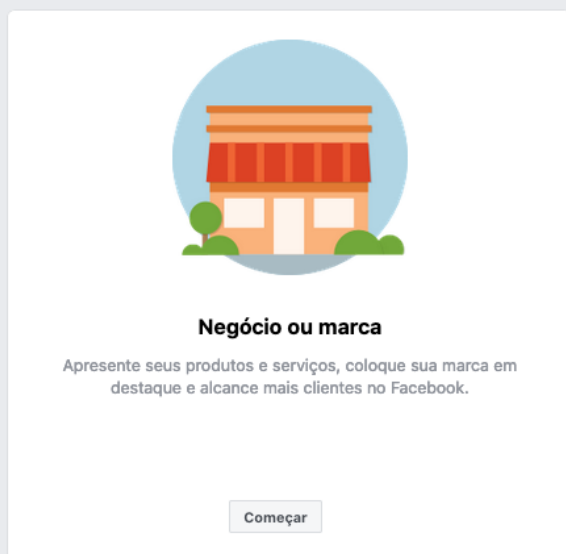 Negócio ou marca
Apresente seus produtos e serviços, coloque sua marca em
destaque e alcance mais clientes no Facebook.
Começar